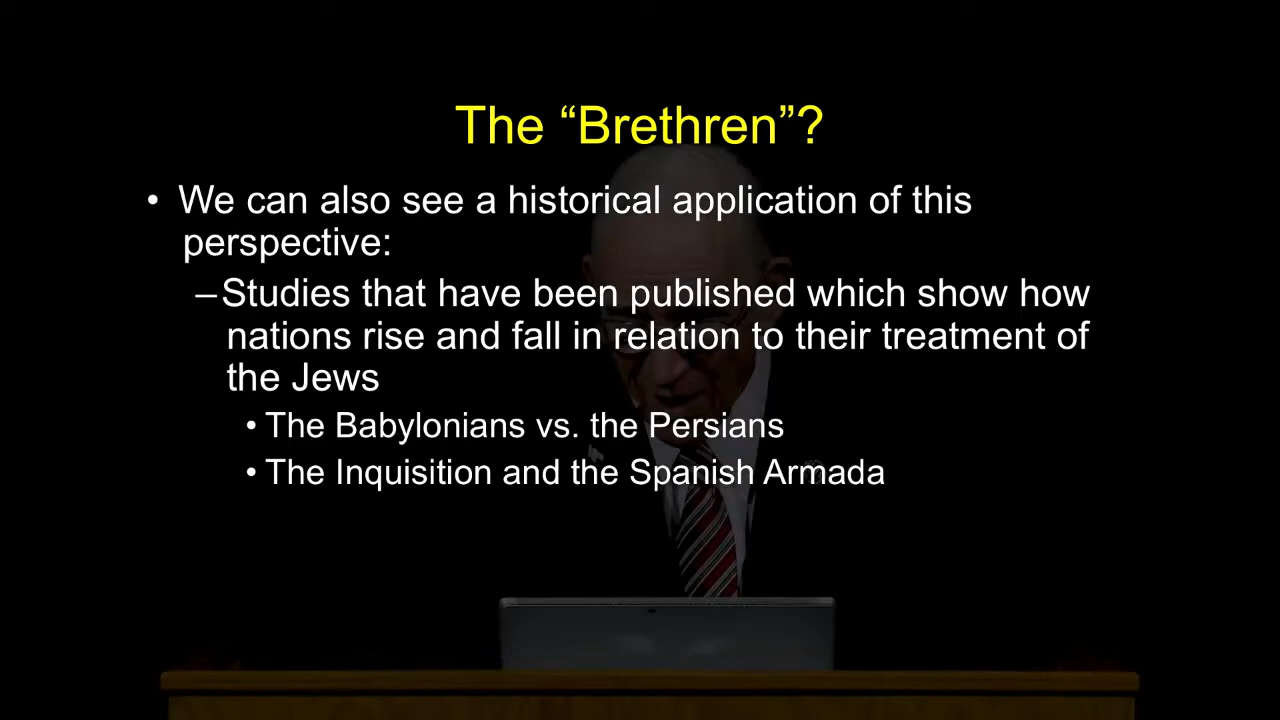 The “Brethren”?
• We can also see a historical application of this
perspective:
–Studies that have been published which show how
nations rise and fall in relation to their treatment of
the Jews
• The Babylonians vs. the Persians
• The Inquisition and the Spanish Armada